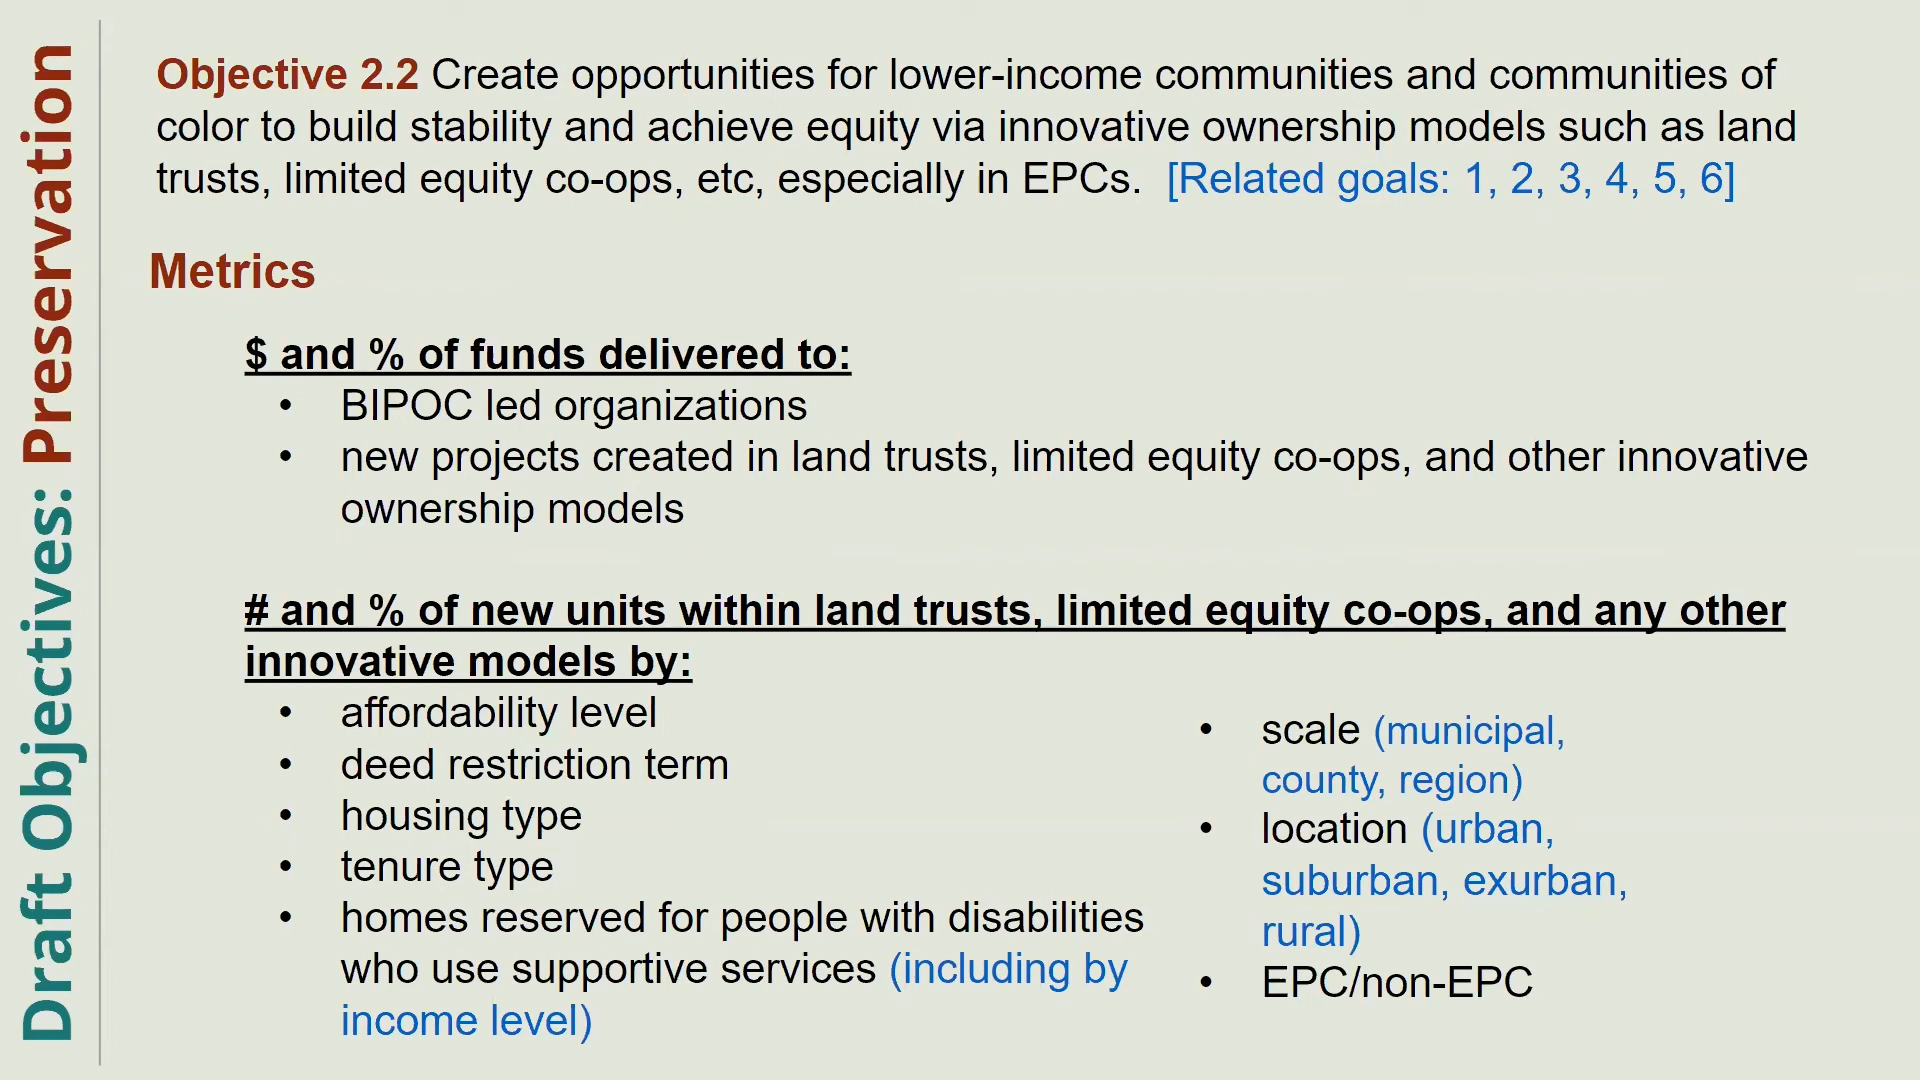 Draft Objectives: Preservation
Objective 2.2 Create opportunities for lower-income communities and communities of
color to build stability and achieve equity via innovative ownership models such as land
trusts, limited equity co-ops, etc, especially in EPCs. [Related goals: 1, 2, 3, 4, 5, 6]
Metrics
$ and % of funds delivered to:
• BIPOC led organizations
• new projects created in land trusts, limited equity co-ops, and other innovative
ownership models
# and % of new units within land trusts, limited equity co-ops, and any other
innovative models by:
• affordability level
• deed restriction term
• housing type
• tenure type
• homes reserved for people with disabilities
who use supportive services (including by
income level)
• scale (municipal,
county, region)
• location (urban,
suburban, exurban,
rural)
• EPC/non-EPC